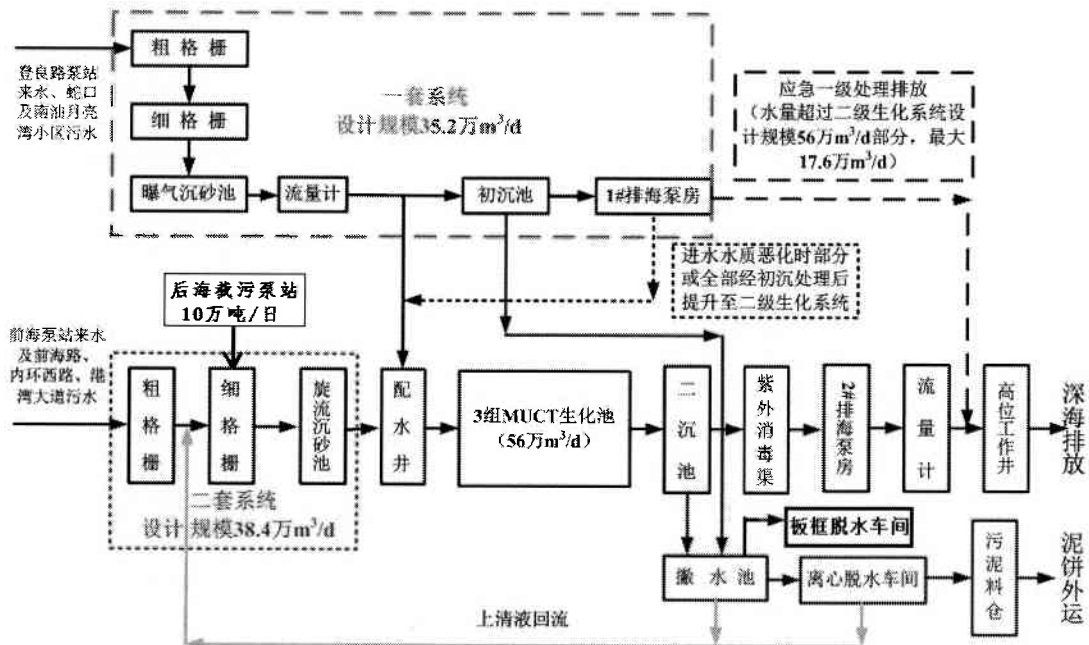 粗格栅
登良路泵站
来水、蛇口
及南油月亮
湾小区污水
细格栅
一套系统
设计规模35.2万m³/d
应急一级处理排放
（水量超过二级生化系统设
计规模56万m³/d部分，最大
17.6万m³/d）
曝气沉砂池
流量计
初沉池
1#排海泵房
进水水质恶化时部分
或全部经初沉处理后
提升至二级生化系统
后海截污泵站
10万吨/日
前海泵站来水
及前海路、
内环西路、港
湾大道污水
粗格栅
细格栅
旋流沉砂池
配水井
3组MUCT生化池
（56万m³/d）
二沉池
紫外消毒渠
2#排海泵房
流量计
高位工作井
深海排放
二套系统
设计 规模38.4万m³/d
板框脱水车间
撇水池
离心脱水车间
污泥料仓
泥饼外运
上清液回流